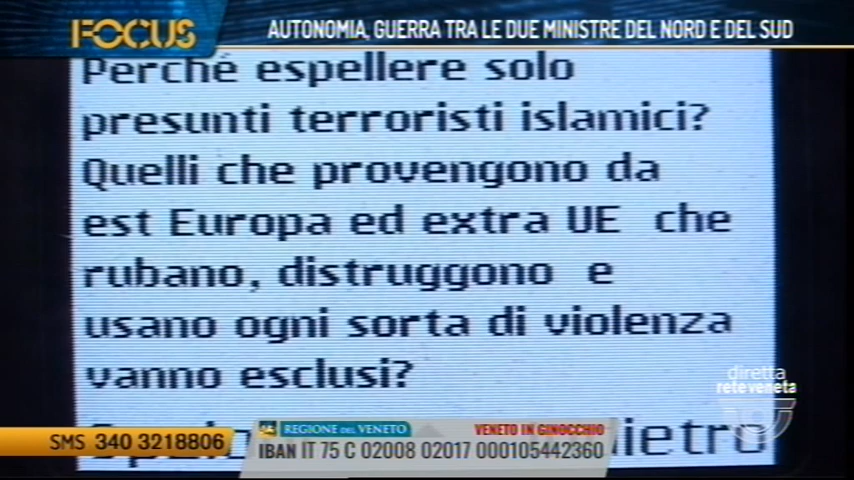 FOCUS
AUTONOMIA, GUERRA TRA LE DUE MINISTRE DEL NORD E DEL SUD
Perché espellere solo
presunti terroristi islamici?
Quelli che provengono da
est Europa ed extra UE che
rubano, distruggono e
usano ogni sorta di violenza
vanno esclusi?
diretta
rete veneta
REGIONE DEL VENETO
VENETO IN GINOCCHIO
SMS 340 3218806
IBAN IT 75 C 02008 02017 000105442360